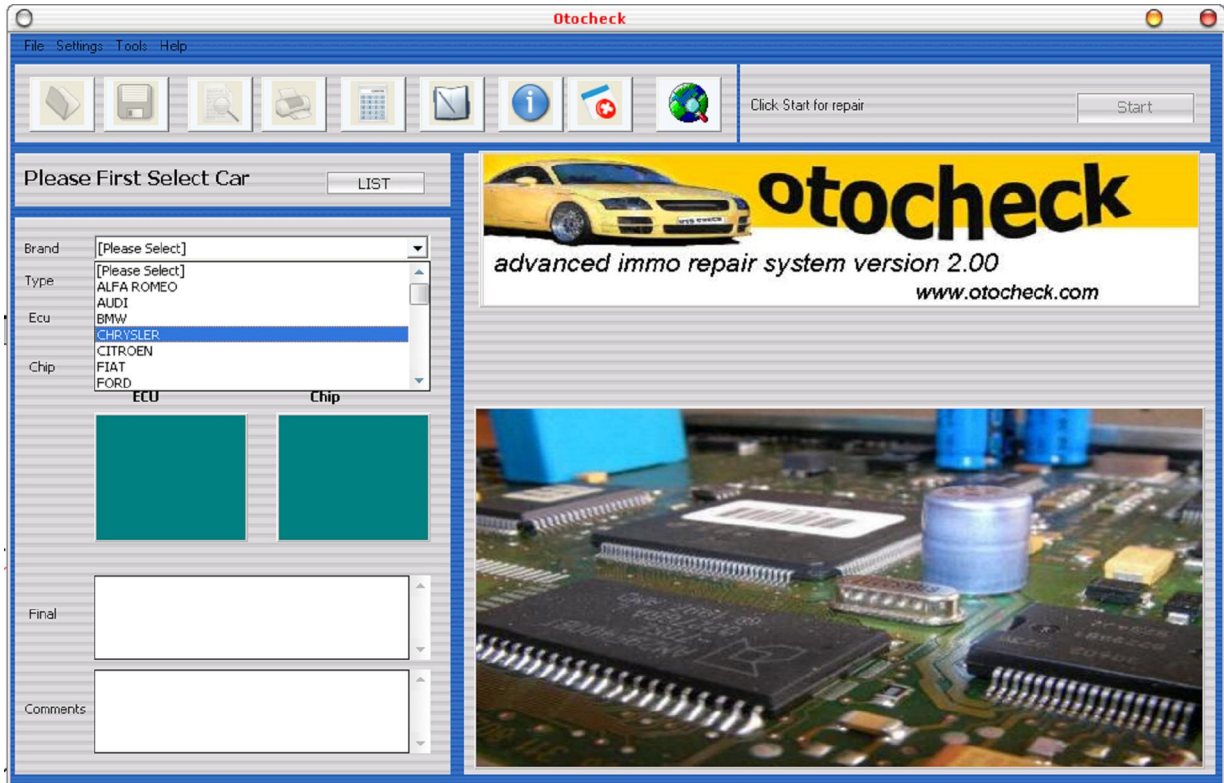 Otocheck
File Settings Tools Help
Click Start for repair
Start
Please First Select Car
LIST
otocheck
advanced immo repair system version 2.00
www.otocheck.com
Brand
[Please Select]
[Please Select]
Type
ALFA ROMEO
AUDI
Ecu
BMW
CHRYSLER
CITROEN
Chip
FIAT
FORD
ECU Chip
Final
Comments